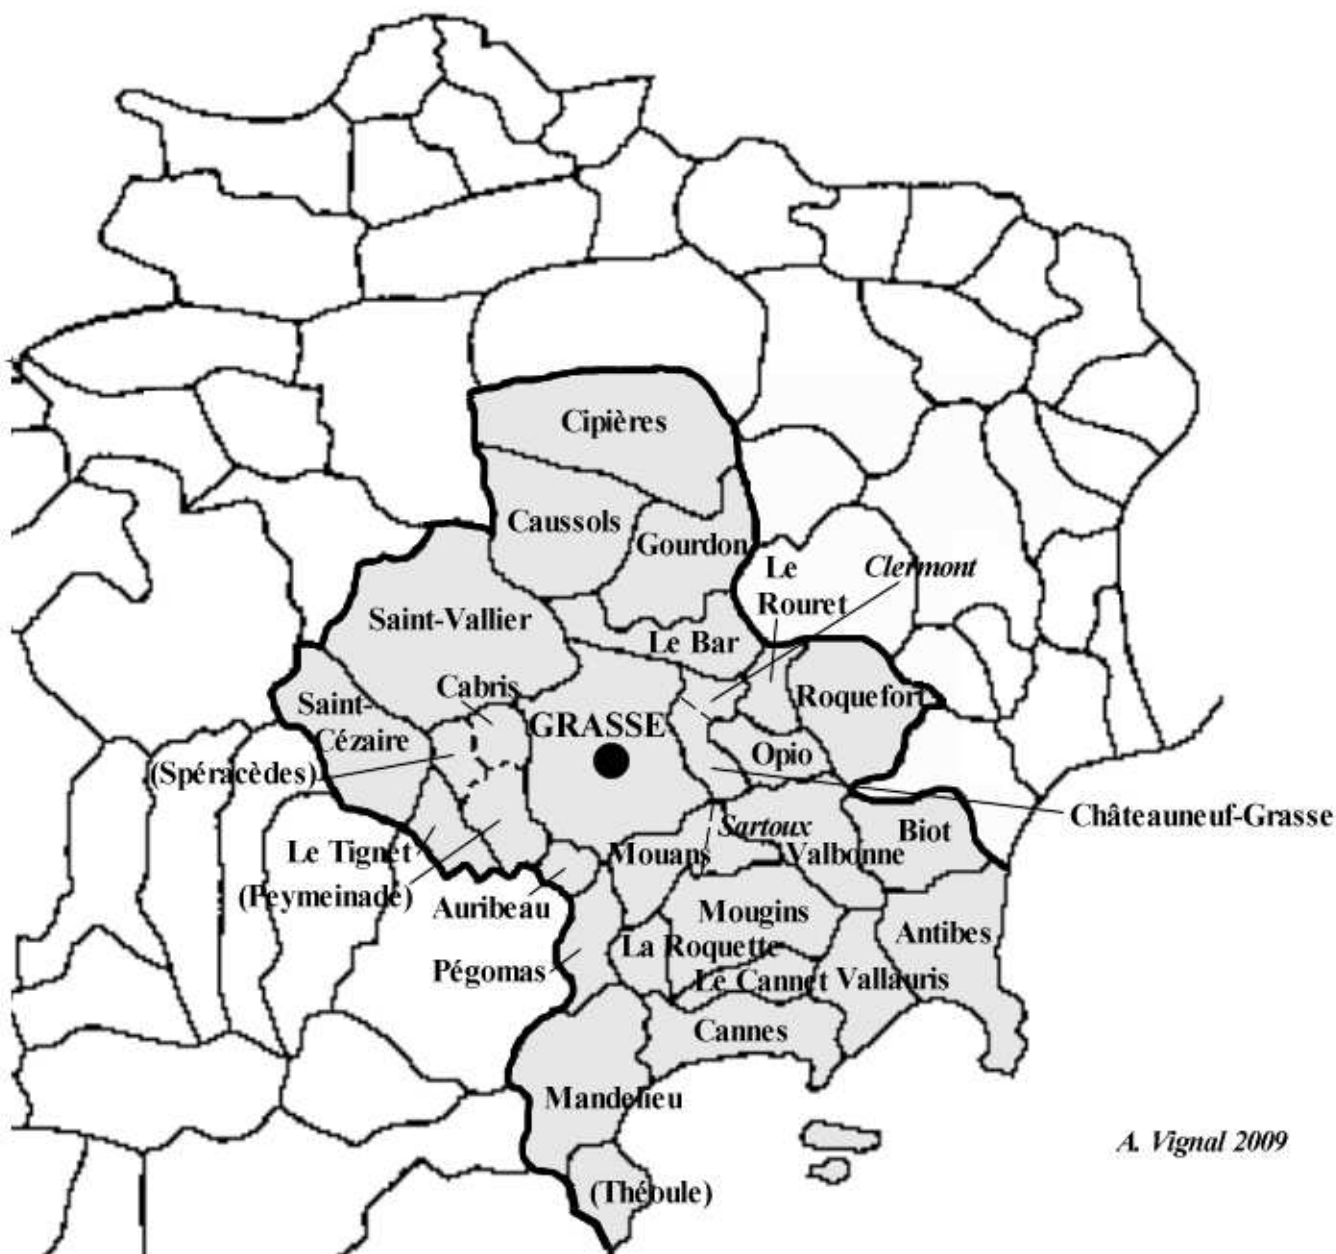 Cipières
Caussols
Gourdon
Le
Rouret
Clermont
Saint-Vallier
Le Bar
Cabris
Saint-
Cézaire
GRASSE
Roquefort
Opio
(Spéracèdes)
Châteauneuf-Grasse
Sartoux
Biot
Le Tignet
Mouans
Valbonne
(Peymeinade)
Auribeau
Mougins
Antibes
La Roquette
Pégomas
Le Cannet
Vallauris
Cannes
Mandelieu
A. Vignal 2009
(Théoule)